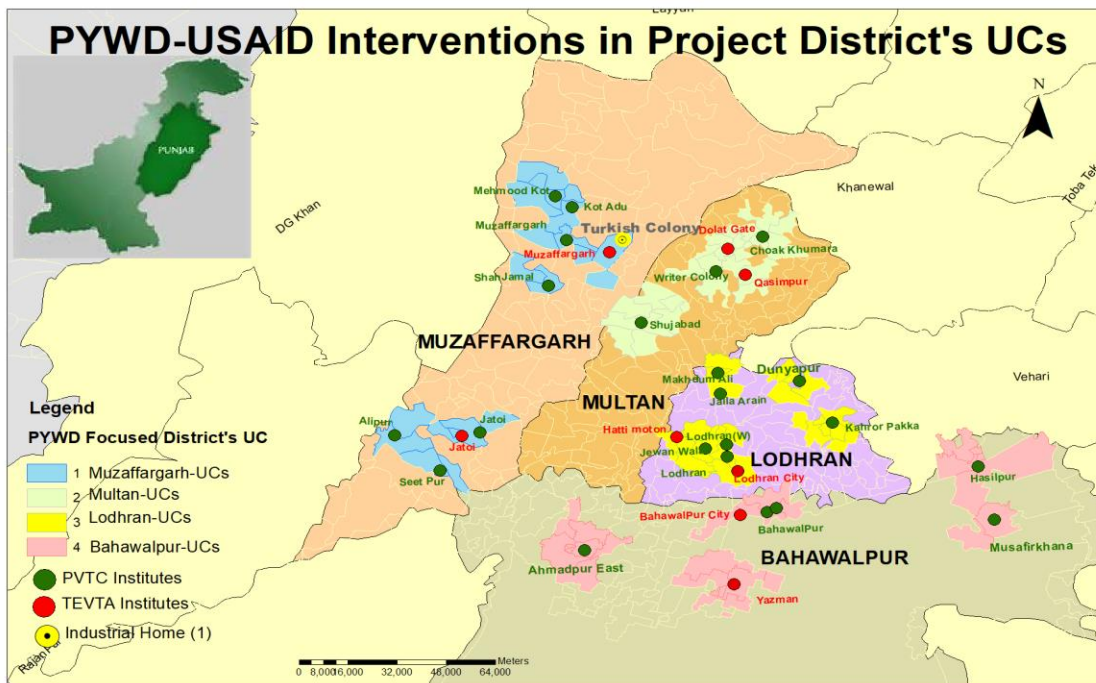 Layyah
PYWD-USAID Interventions in Project District's UCs
PUNJAB
N
Khanewal
Toba Tek
DG Khan
Mehmood Kot
Kot Adu
Muzaffargarh
Turkish Colony
Muzaffargarh
Dolat Gate
Choak Khumara
Writer Colony
Qasimpur
ShahJamal
Shujabad
MUZAFFARGARH
Makhdum Ali
Dunyapur
Vehari
Jalla Arain
MULTAN
Legend
PYWD Focused District's UC
1 Muzaffargarh-UCs
2 Multan-UCs
3 Lodhran-UCs
4 Bahawalpur-UCs
PVTC Institutes
TEVTA Institutes
Industrial Home (1)
Alipur
Jatoi
Jatoi
Seet Pur
Hatti moton
Lodhran(W)
Kahror Pakka
Jewan Wala
LODHRAN
Lodhran
Lodhran City
Hasilpur
BahawalPur City
BahawalPur
Musafirkhana
BAHAWALPUR
Ahmadpur East
Yazman
Rajan
Meters
0 8,000 16,000 32,000 48,000 64,000